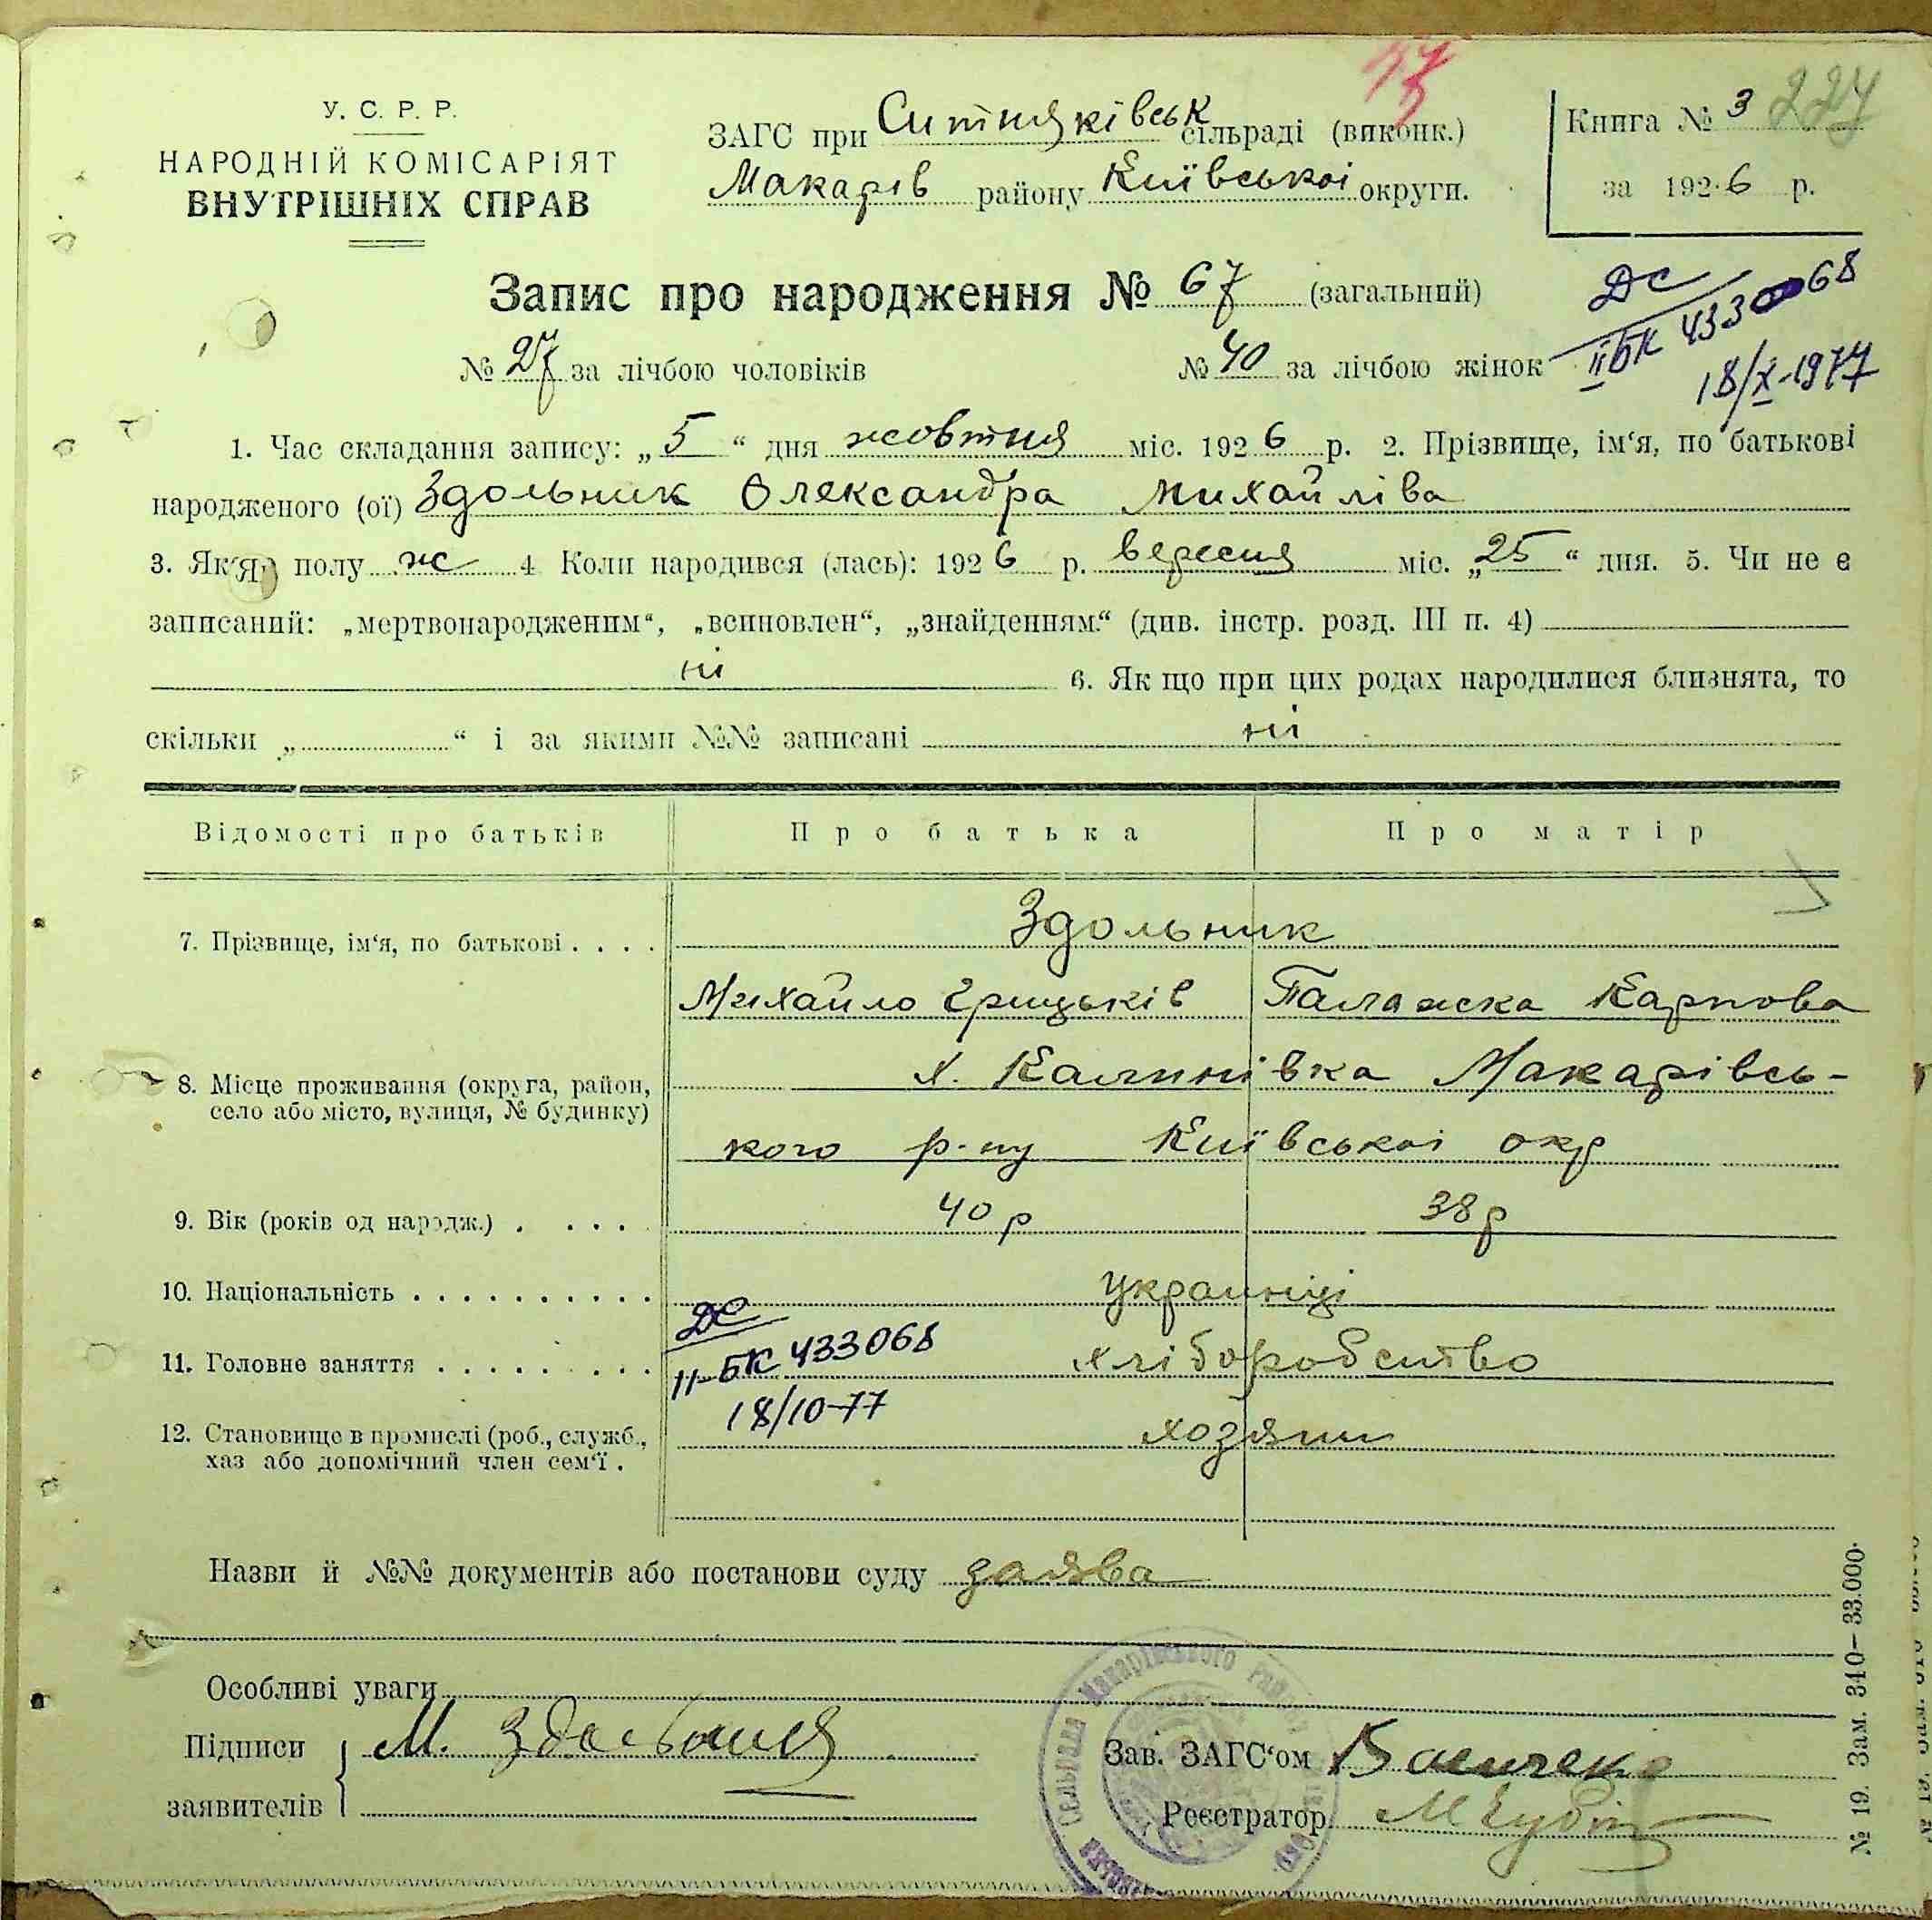 У. С. Р. Р.
НАРОДНІЙ КОМІСАРІЯТ
ВНУТРІШНІХ СПРАВ
ЗАГС при Ситняківськ сільраді (виконк.)
Макарів району Київської округи.
Книга № 3 227
за 1926 р.
Запис про народження № 67 (загальний)
№ 27 за лічбою чоловіків № 40 за лічбою жінок
ДС
ІІ БК 433068
18/X-1977
1. Час складання запису: „5“ дня жовтня міс. 1926 р. 2. Прізвище, ім‘я, по батькові
народженого (ої) Здольник Олександра Михайліва
3. Як‘я полу ж 4 Коли народився (лась): 1926 р. вересня міс. „25“ дня. 5. Чи не є
записаний: „мертвонародженим“, „всиновлен“, „знайденням“ (див. інстр. розд. III п. 4)
ні 6. Як що при цих родах народилися близнята, то
скільки „ “ і за якими №№ записані ні
Відомості про батьків Про батька Про матір
7. Прізвище, ім‘я, по батькові . . . . Здольник
Михайло Грицьків Палажка Карпова
8. Місце проживання (округа, район, село або місто, вулиця, № будинку) х. Калинівка Макарівсь-
кого р-ну Київської окр
9. Вік (років од народж.) . . . . 40 р 38 р
10. Національність . . . . . . . . . . українці
11. Головне заняття . . . . . . . . . хліборобство
ДС
ІІ-БК 433068
18/10-77
12. Становище в промислі (роб., служб., хаз або допомічний член сем‘ї . хозяин
Назви й №№ документів або постанови суду заява
Особливі уваги
Підписи заявителів М.
Зав. ЗАГС‘ом
Реєстратор
№ 19. Зам. 340–33.000.